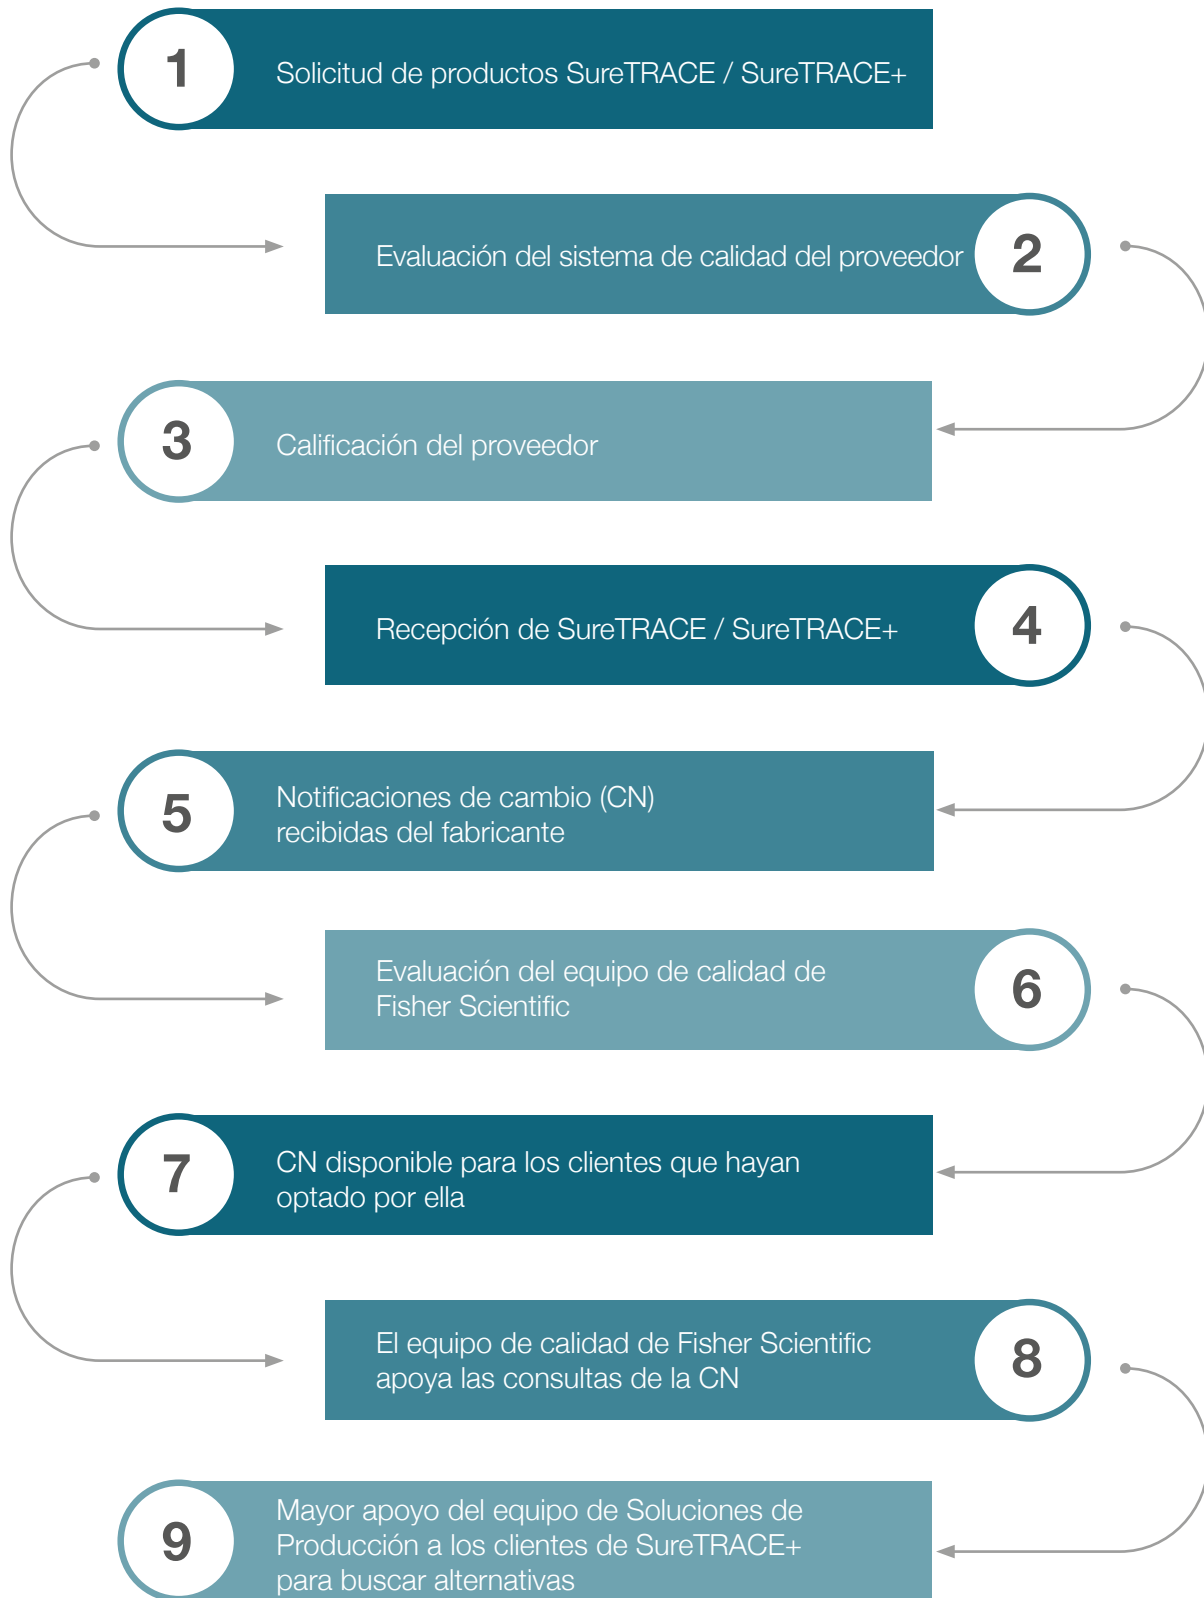 1
Solicitud de productos SureTRACE / SureTRACE+
Evaluación del sistema de calidad del proveedor
2
3
Calificación del proveedor
Recepción de SureTRACE / SureTRACE+
4
5
Notificaciones de cambio (CN)
recibidas del fabricante
Evaluación del equipo de calidad de
Fisher Scientific
6
7
CN disponible para los clientes que hayan
optado por ella
El equipo de calidad de Fisher Scientific
apoya las consultas de la CN
8
9
Mayor apoyo del equipo de Soluciones de
Producción a los clientes de SureTRACE+
para buscar alternativas